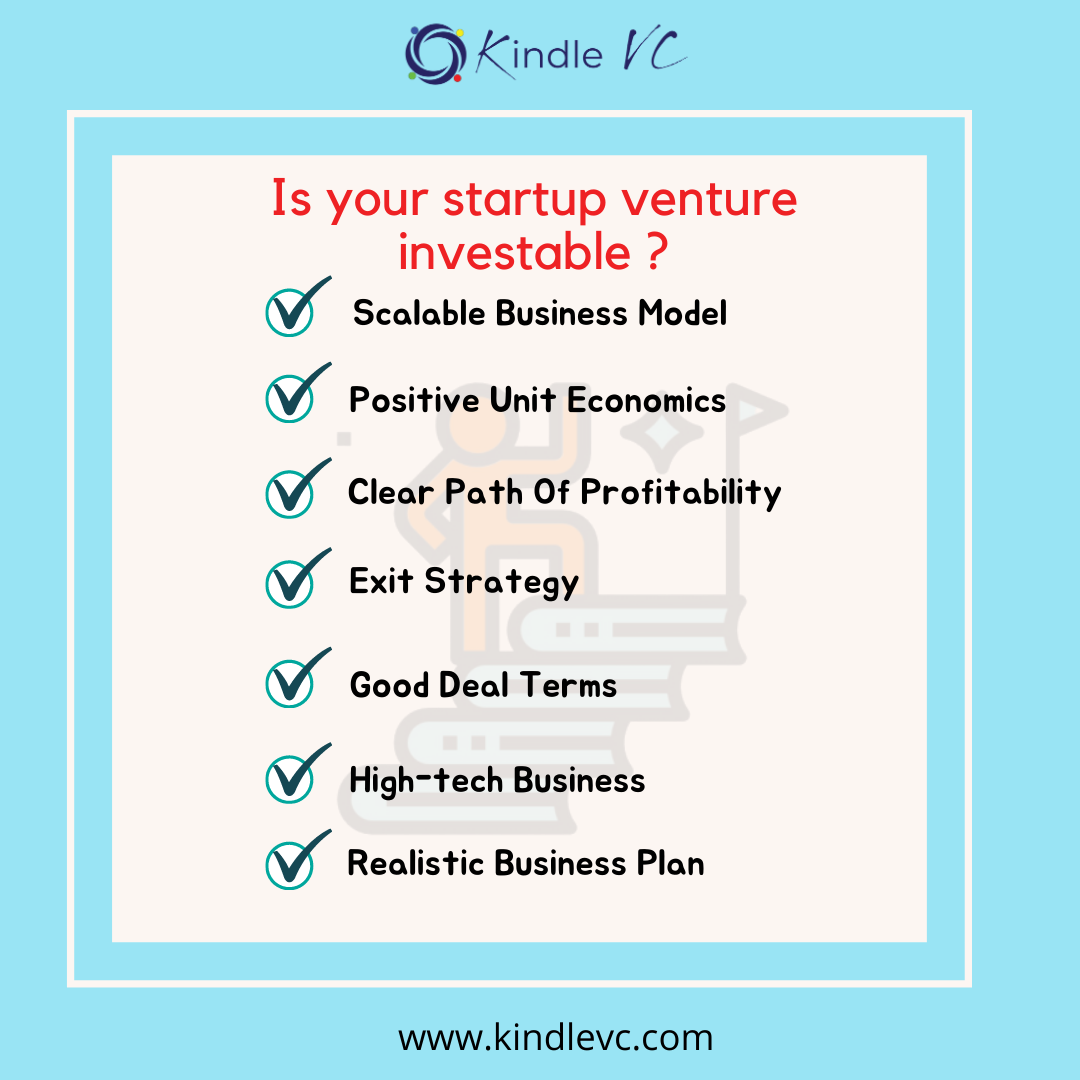 Kindle VC
Is your startup venture
investable ?
Scalable Business Model
Positive Unit Economics
Clear Path Of Profitability
Exit Strategy
Good Deal Terms
High-tech Business
Realistic Business Plan
www.kindlevc.com